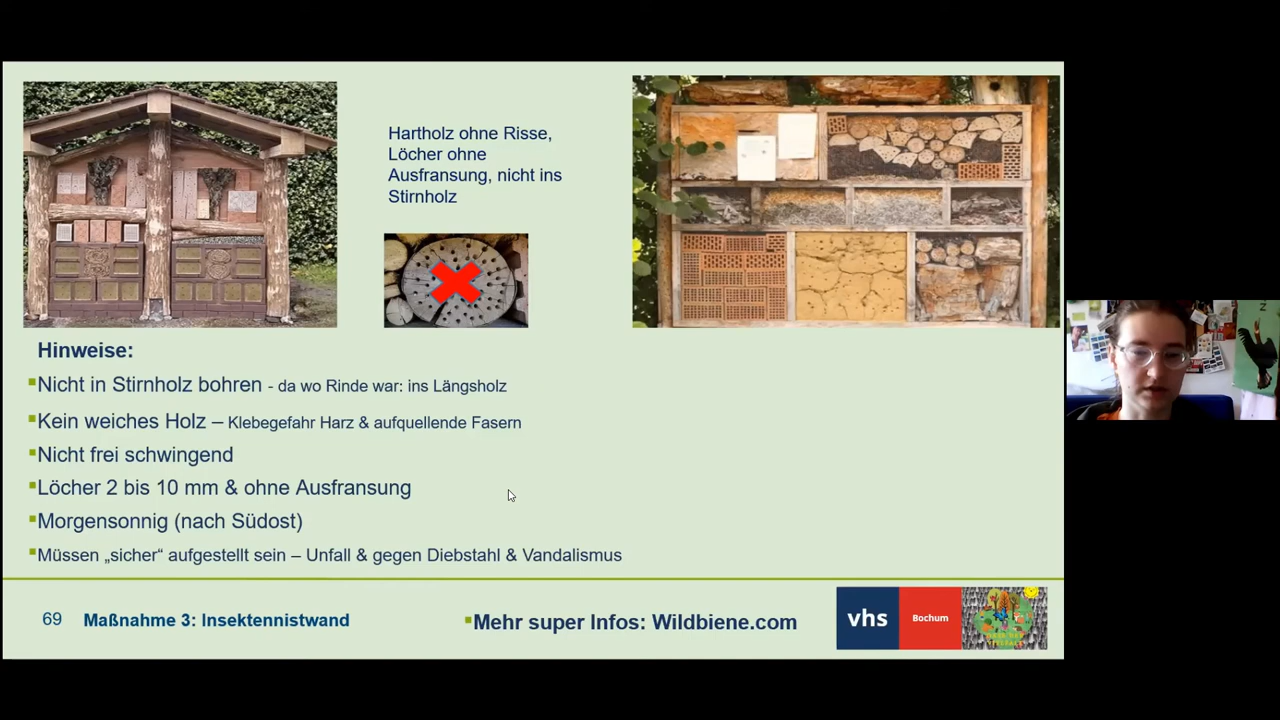 Hartholz ohne Risse,
Löcher ohne
Ausfransung, nicht ins
Stirnholz
Hinweise:
Nicht in Stirnholz bohren - da wo Rinde war: ins Längsholz
Kein weiches Holz – Klebegefahr Harz & aufquellende Fasern
Nicht frei schwingend
Löcher 2 bis 10 mm & ohne Ausfransung
Morgensonnig (nach Südost)
Müssen „sicher“ aufgestellt sein – Unfall & gegen Diebstahl & Vandalismus
69 Maßnahme 3: Insektennistwand
Mehr super Infos: Wildbiene.com
vhs
Bochum